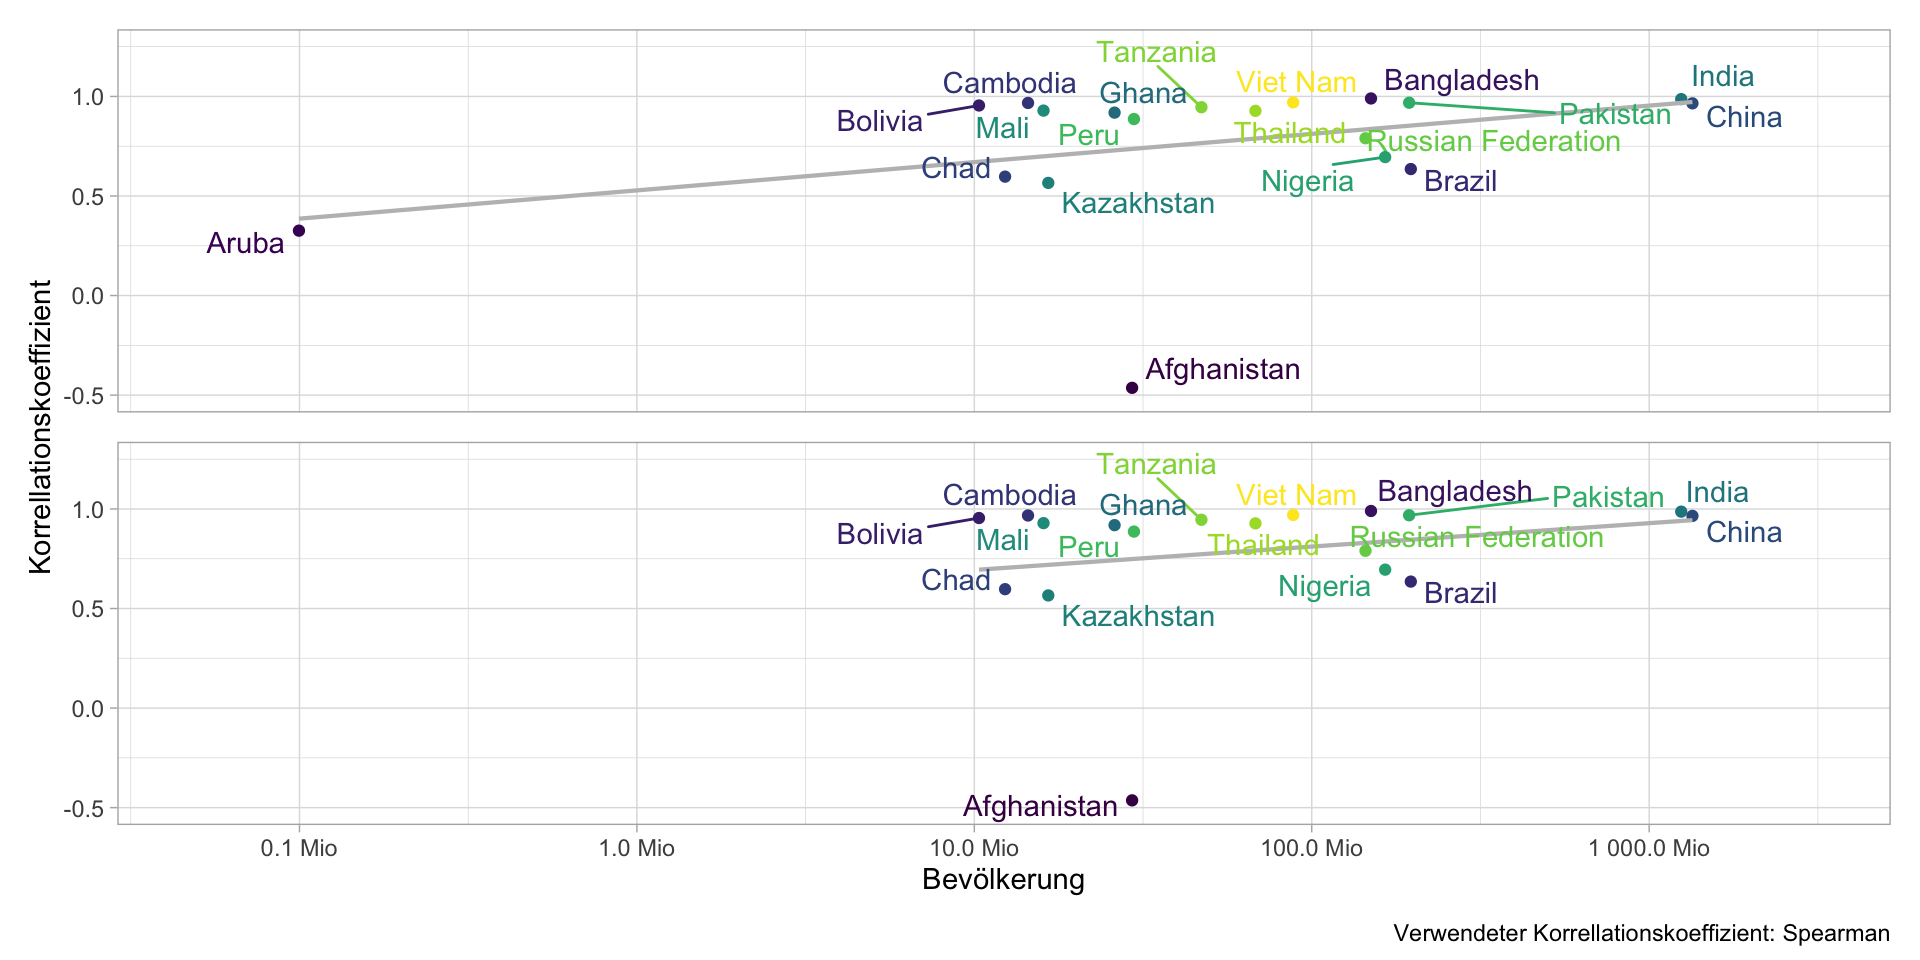 Korrellationskoeffizient
1.0
0.5
0.0
-0.5
Tanzania
Cambodia
Ghana
Viet Nam
Bangladesh
India
Bolivia
Mali
Peru
Thailand
Pakistan
China
Russian Federation
Chad
Nigeria
Brazil
Kazakhstan
Aruba
Afghanistan
1.0
0.5
0.0
-0.5
Tanzania
Cambodia
Ghana
Viet Nam
Bangladesh
Pakistan
India
Bolivia
Mali
Peru
Thailand
Russian Federation
China
Chad
Nigeria
Brazil
Kazakhstan
Afghanistan
0.1 Mio
1.0 Mio
10.0 Mio
100.0 Mio
1 000.0 Mio
Bevölkerung
Verwendeter Korrellationskoeffizient: Spearman